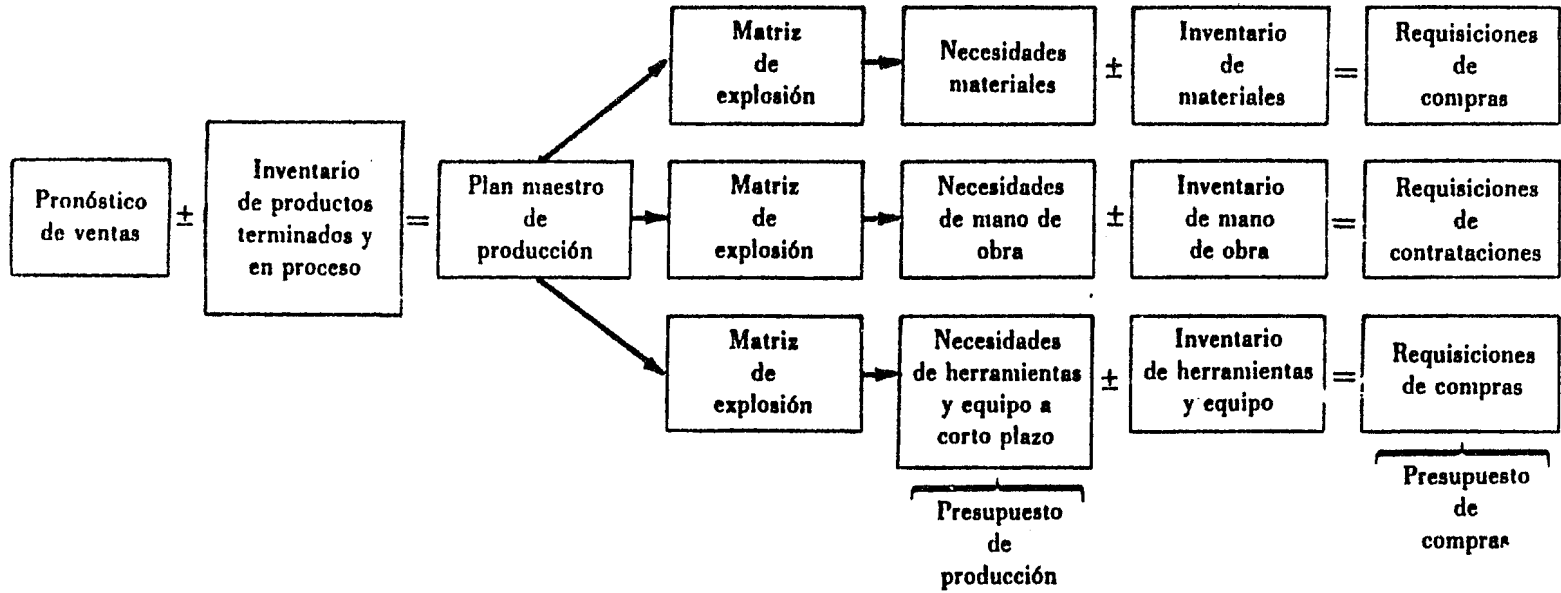 Pronóstico
de ventas
±
Inventario
de productos
terminados y
en proceso
=
Plan maestro
de
producción
Matriz
de
explosión
Necesidades
materiales
±
Inventario
de
materiales
=
Requisiciones
de
compras
Matriz
de
explosión
Necesidades
de mano de
obra
±
Inventario
de mano
de obra
=
Requisiciones
de
contrataciones
Matriz
de
explosión
Necesidades
de herramientas
y equipo a
corto plazo
±
Inventario
de herramientas
y equipo
=
Requisiciones
de compras
Presupuesto
de
producción
Presupuesto
de
compras